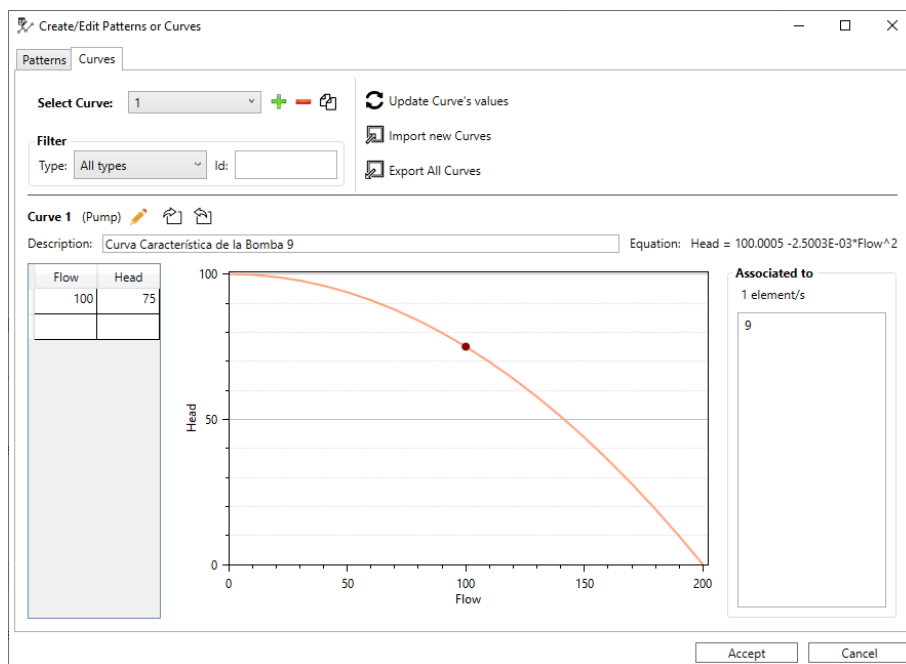 Create/Edit Patterns or Curves
Patterns Curves
Select Curve: 1
Update Curve's values
Filter
Import new Curves
Type: All types Id:
Export All Curves
Curve 1 (Pump)
Description: Curva Característica de la Bomba 9 Equation: Head = 100.0005 -2.5003E-03*Flow^2
Flow Head
100 75
100
50
0
Head
0 50 100 150 200
Flow
Associated to
1 element/s
9
Accept Cancel